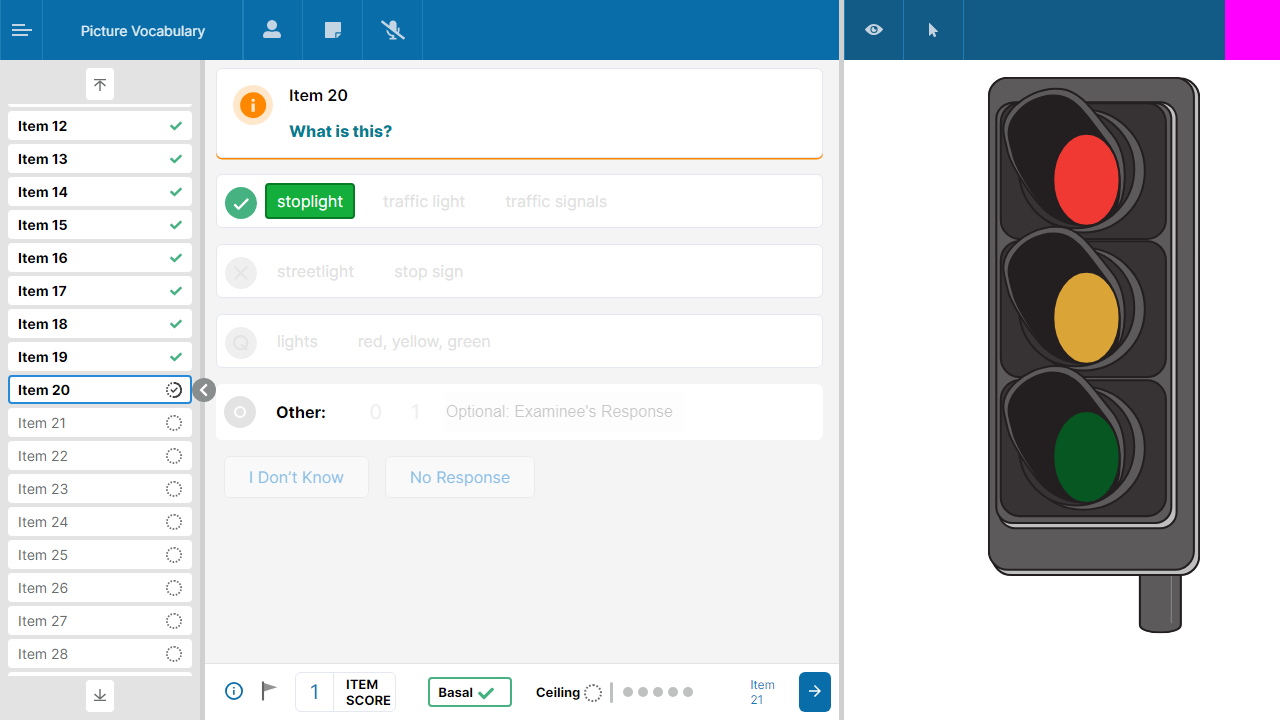 Picture Vocabulary
Item 12
Item 13
Item 14
Item 15
Item 16
Item 17
Item 18
Item 19
Item 20
Item 21
Item 22
Item 23
Item 24
Item 25
Item 26
Item 27
Item 28
Item 20
What is this?
stoplight traffic light traffic signals
streetlight stop sign
Q lights red, yellow, green
Other: 0 1 Optional: Examinee's Response
I Don't Know No Response
1 ITEM SCORE Basal Ceiling Item 21